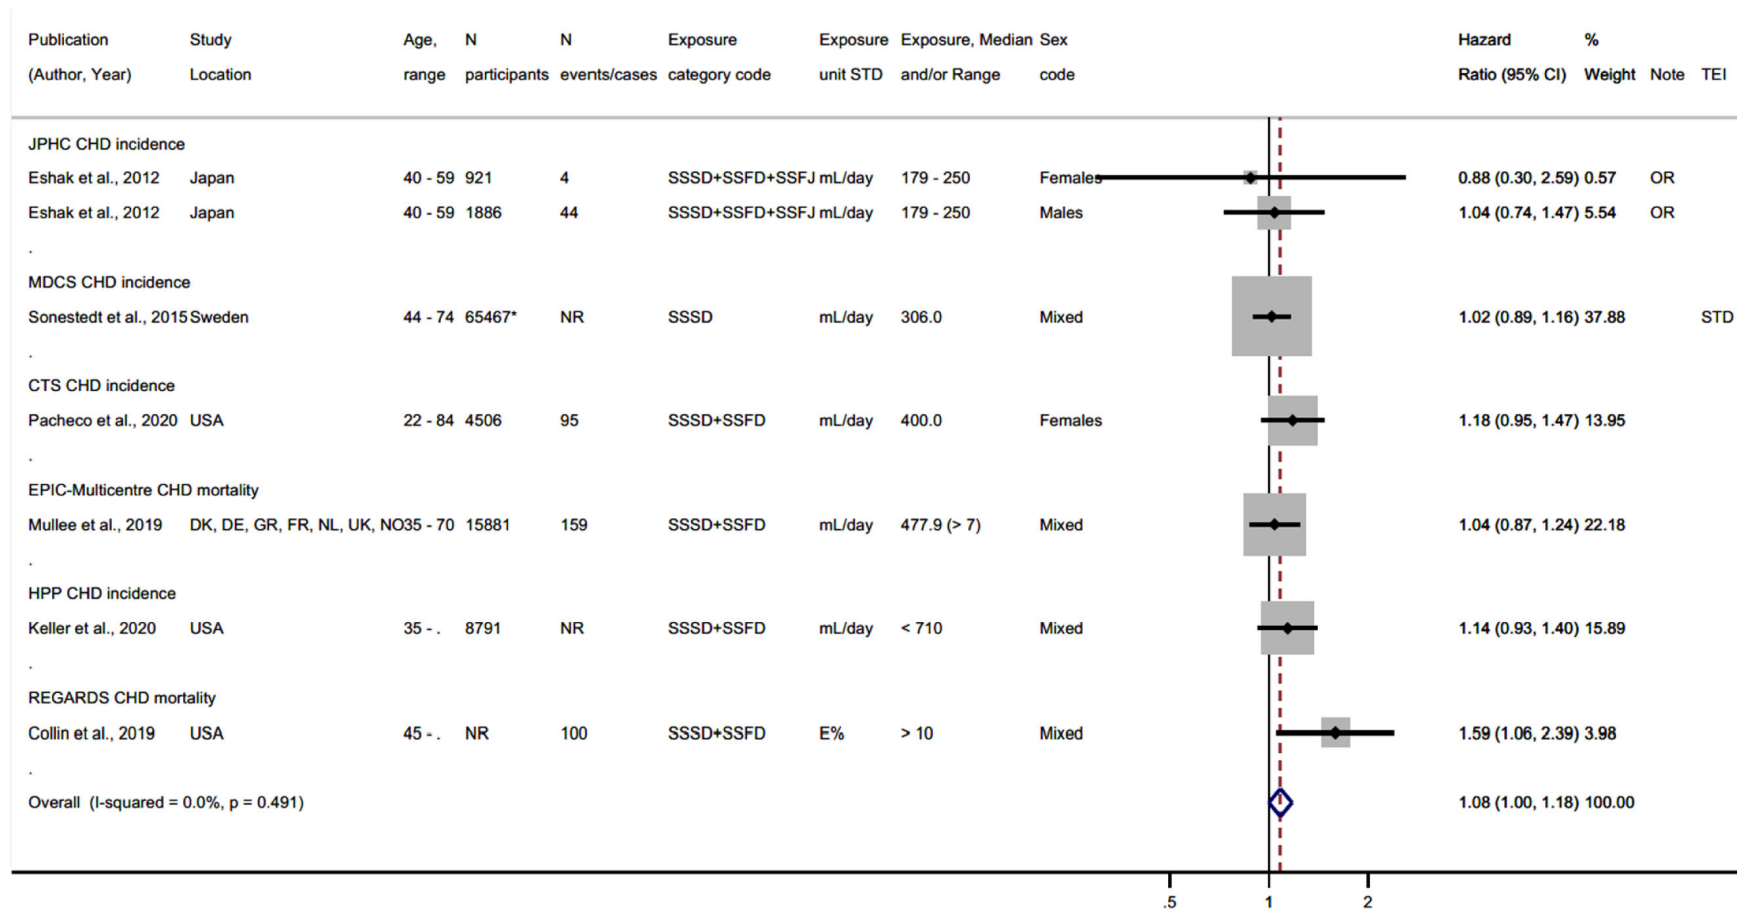 Publication Study Age, N N Exposure Exposure Exposure, Median Sex Hazard %
(Author, Year) Location range participants events/cases category code unit STD and/or Range code Ratio (95% CI) Weight Note TEI
JPHC CHD incidence
Eshak et al., 2012 Japan 40 - 59 921 4 SSSD+SSFD+SSFJ mL/day 179 - 250 Females 0.88 (0.30, 2.59) 0.57 OR
Eshak et al., 2012 Japan 40 - 59 1886 44 SSSD+SSFD+SSFJ mL/day 179 - 250 Males 1.04 (0.74, 1.47) 5.54 OR
.
MDCS CHD incidence
Sonestedt et al., 2015 Sweden 44 - 74 65467* NR SSSD mL/day 306.0 Mixed 1.02 (0.89, 1.16) 37.88 STD
.
CTS CHD incidence
Pacheco et al., 2020 USA 22 - 84 4506 95 SSSD+SSFD mL/day 400.0 Females 1.18 (0.95, 1.47) 13.95
.
EPIC-Multicentre CHD mortality
Mullee et al., 2019 DK, DE, GR, FR, NL, UK, NO 35 - 70 15881 159 SSSD+SSFD mL/day 477.9 (> 7) Mixed 1.04 (0.87, 1.24) 22.18
.
HPP CHD incidence
Keller et al., 2020 USA 35 - . 8791 NR SSSD+SSFD mL/day < 710 Mixed 1.14 (0.93, 1.40) 15.89
.
REGARDS CHD mortality
Collin et al., 2019 USA 45 - . NR 100 SSSD+SSFD E% > 10 Mixed 1.59 (1.06, 2.39) 3.98
.
Overall (I-squared = 0.0%, p = 0.491) 1.08 (1.00, 1.18) 100.00
.5 1 2